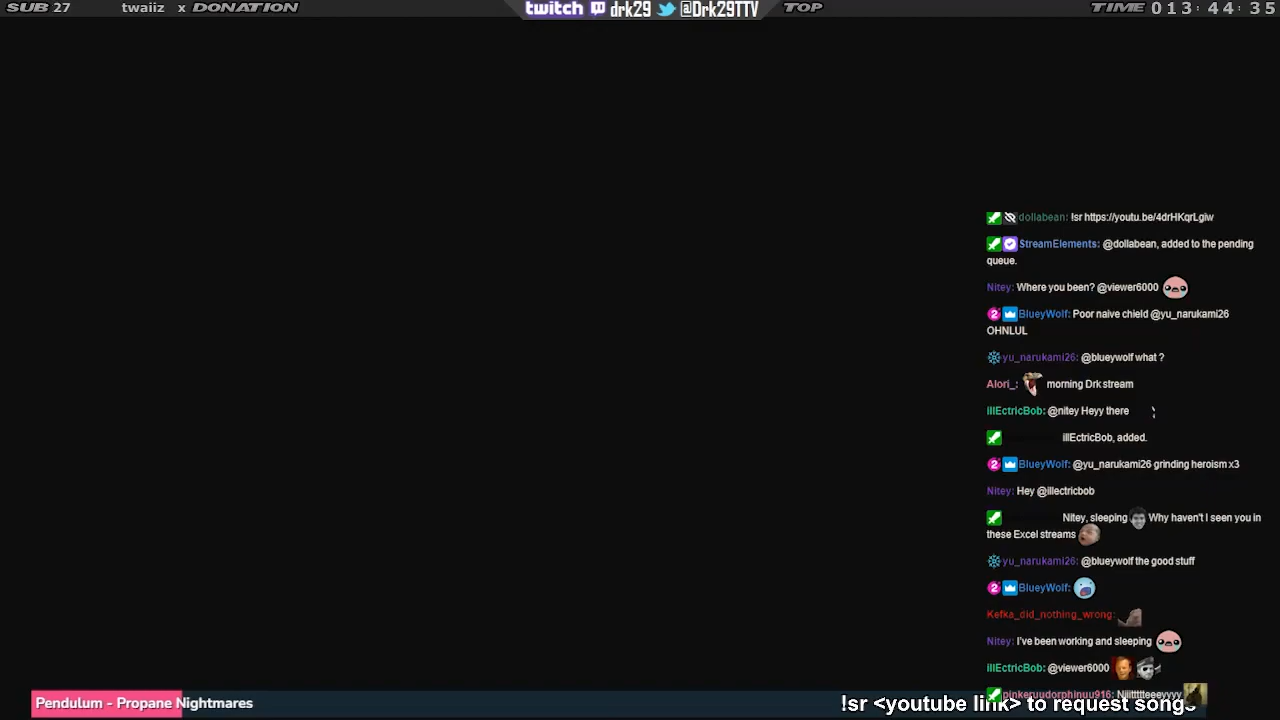 SUB 27 twaiiz x DONATION twitch drk29 @Drk29TTV TOP TIME 013:44:35
dollabean: !sr https://youtu.be/4drHKqrLgiw
StreamElements: @dollabean, added to the pending
queue.
Nitey: Where you been? @viewer6000
2 BlueyWolf: Poor naive chield @yu_narukami26
OHNLUL
yu_narukami26: @blueywolf what ?
Alori_: morning Drk stream
illEctricBob: @nitey Heyy there
illEctricBob, added.
2 BlueyWolf: @yu_narukami26 grinding heroism x3
Nitey: Hey @illectricbob
Nitey, sleeping Why haven't I seen you in
these Excel streams
yu_narukami26: @blueywolf the good stuff
2 BlueyWolf:
Kefka_did_nothing_wrong:
Nitey: I've been working and sleeping
illEctricBob: @viewer6000
pinkeruudorphinuu916:
Pendulum - Propane Nightmares
!sr <youtube link> to request songs